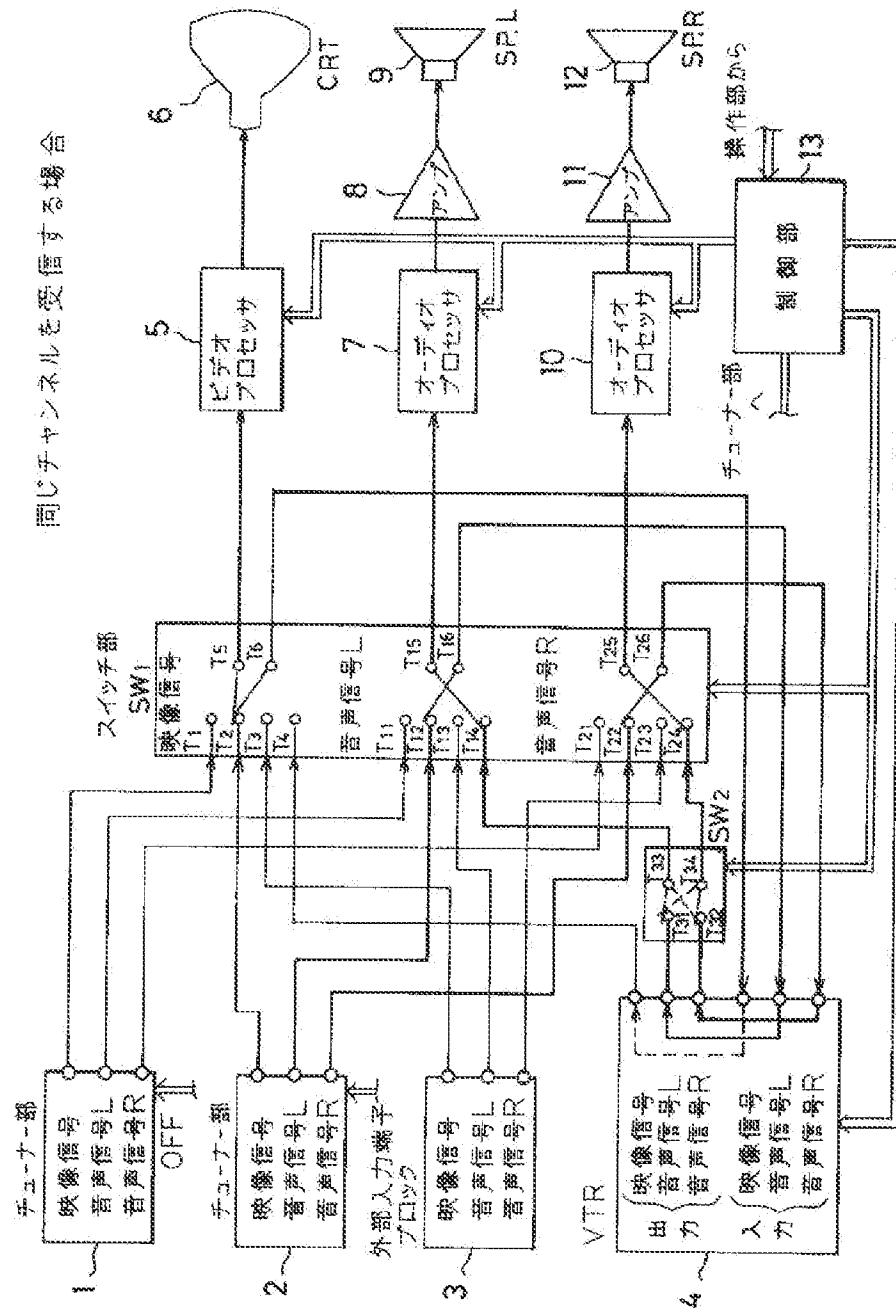 同じチャンネルを受信する場合
チューナー部
映像信号
音声信号L
音声信号R
1
OFF
チューナー部
映像信号
音声信号L
音声信号R
2
外部入力端子
ブロック
映像信号
音声信号L
音声信号R
3
VTR
出力
映像信号
音声信号L
音声信号R
入力
映像信号
音声信号L
音声信号R
4
SW2
T31
T32
T33
T34
スイッチ部
SW1
映像信号
T1
T2
T3
T4
T5
T6
音声信号L
T11
T12
T13
T14
T15
T16
音声信号R
T21
T22
T23
T24
T25
T26
5
ビデオ
プロセッサ
6
CRT
7
オーディオ
プロセッサ
8
アンプ
9
SP.L
10
オーディオ
プロセッサ
11
アンプ
12
SP.R
チューナー部
へ
制御部
13
操作部から